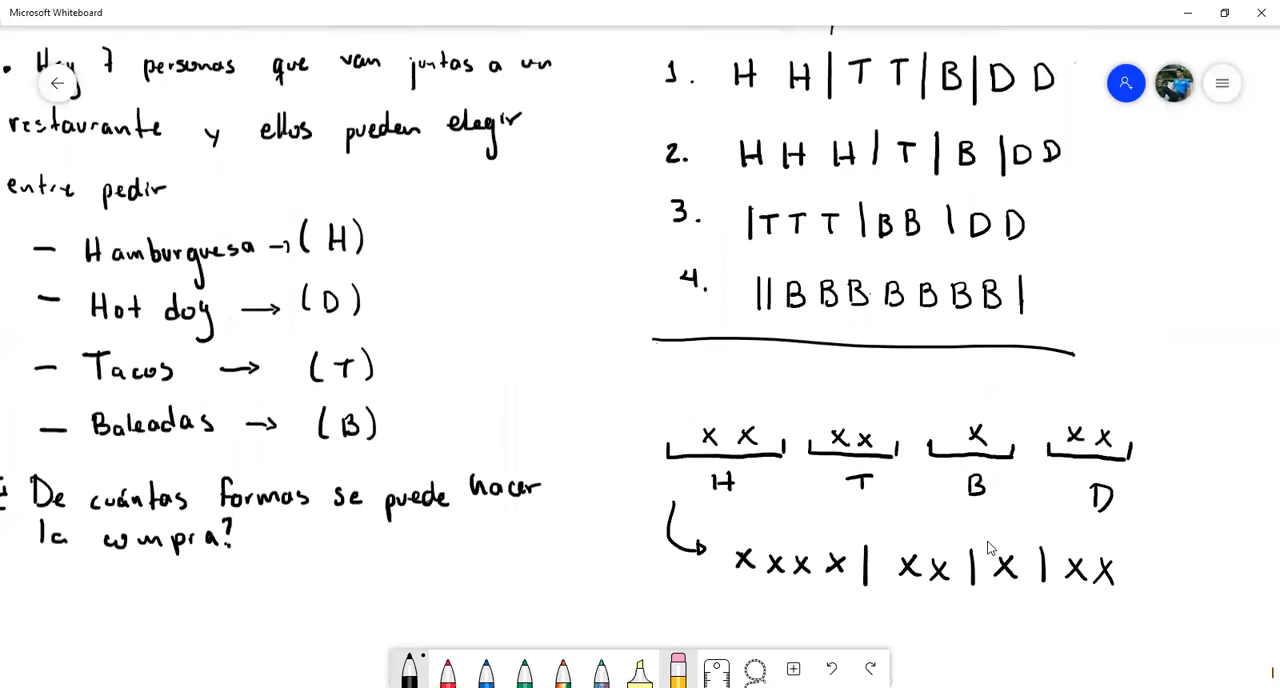 Microsoft Whiteboard
. Hay 7 personas que van juntas a un
restaurante y ellos pueden elegir
entre pedir
– Hamburguesa → (H)
– Hot dog → (D)
– Tacos → (T)
– Baleadas → (B)
¿ De cuántas formas se puede hacer
la compra?
1. H H | T T | B | D D
2. H H H | T | B | D D
3. | T T T | B B | D D
4. || B B B B B B B |
x x x x x x x
H T B D
x x x x | x x | x | x x